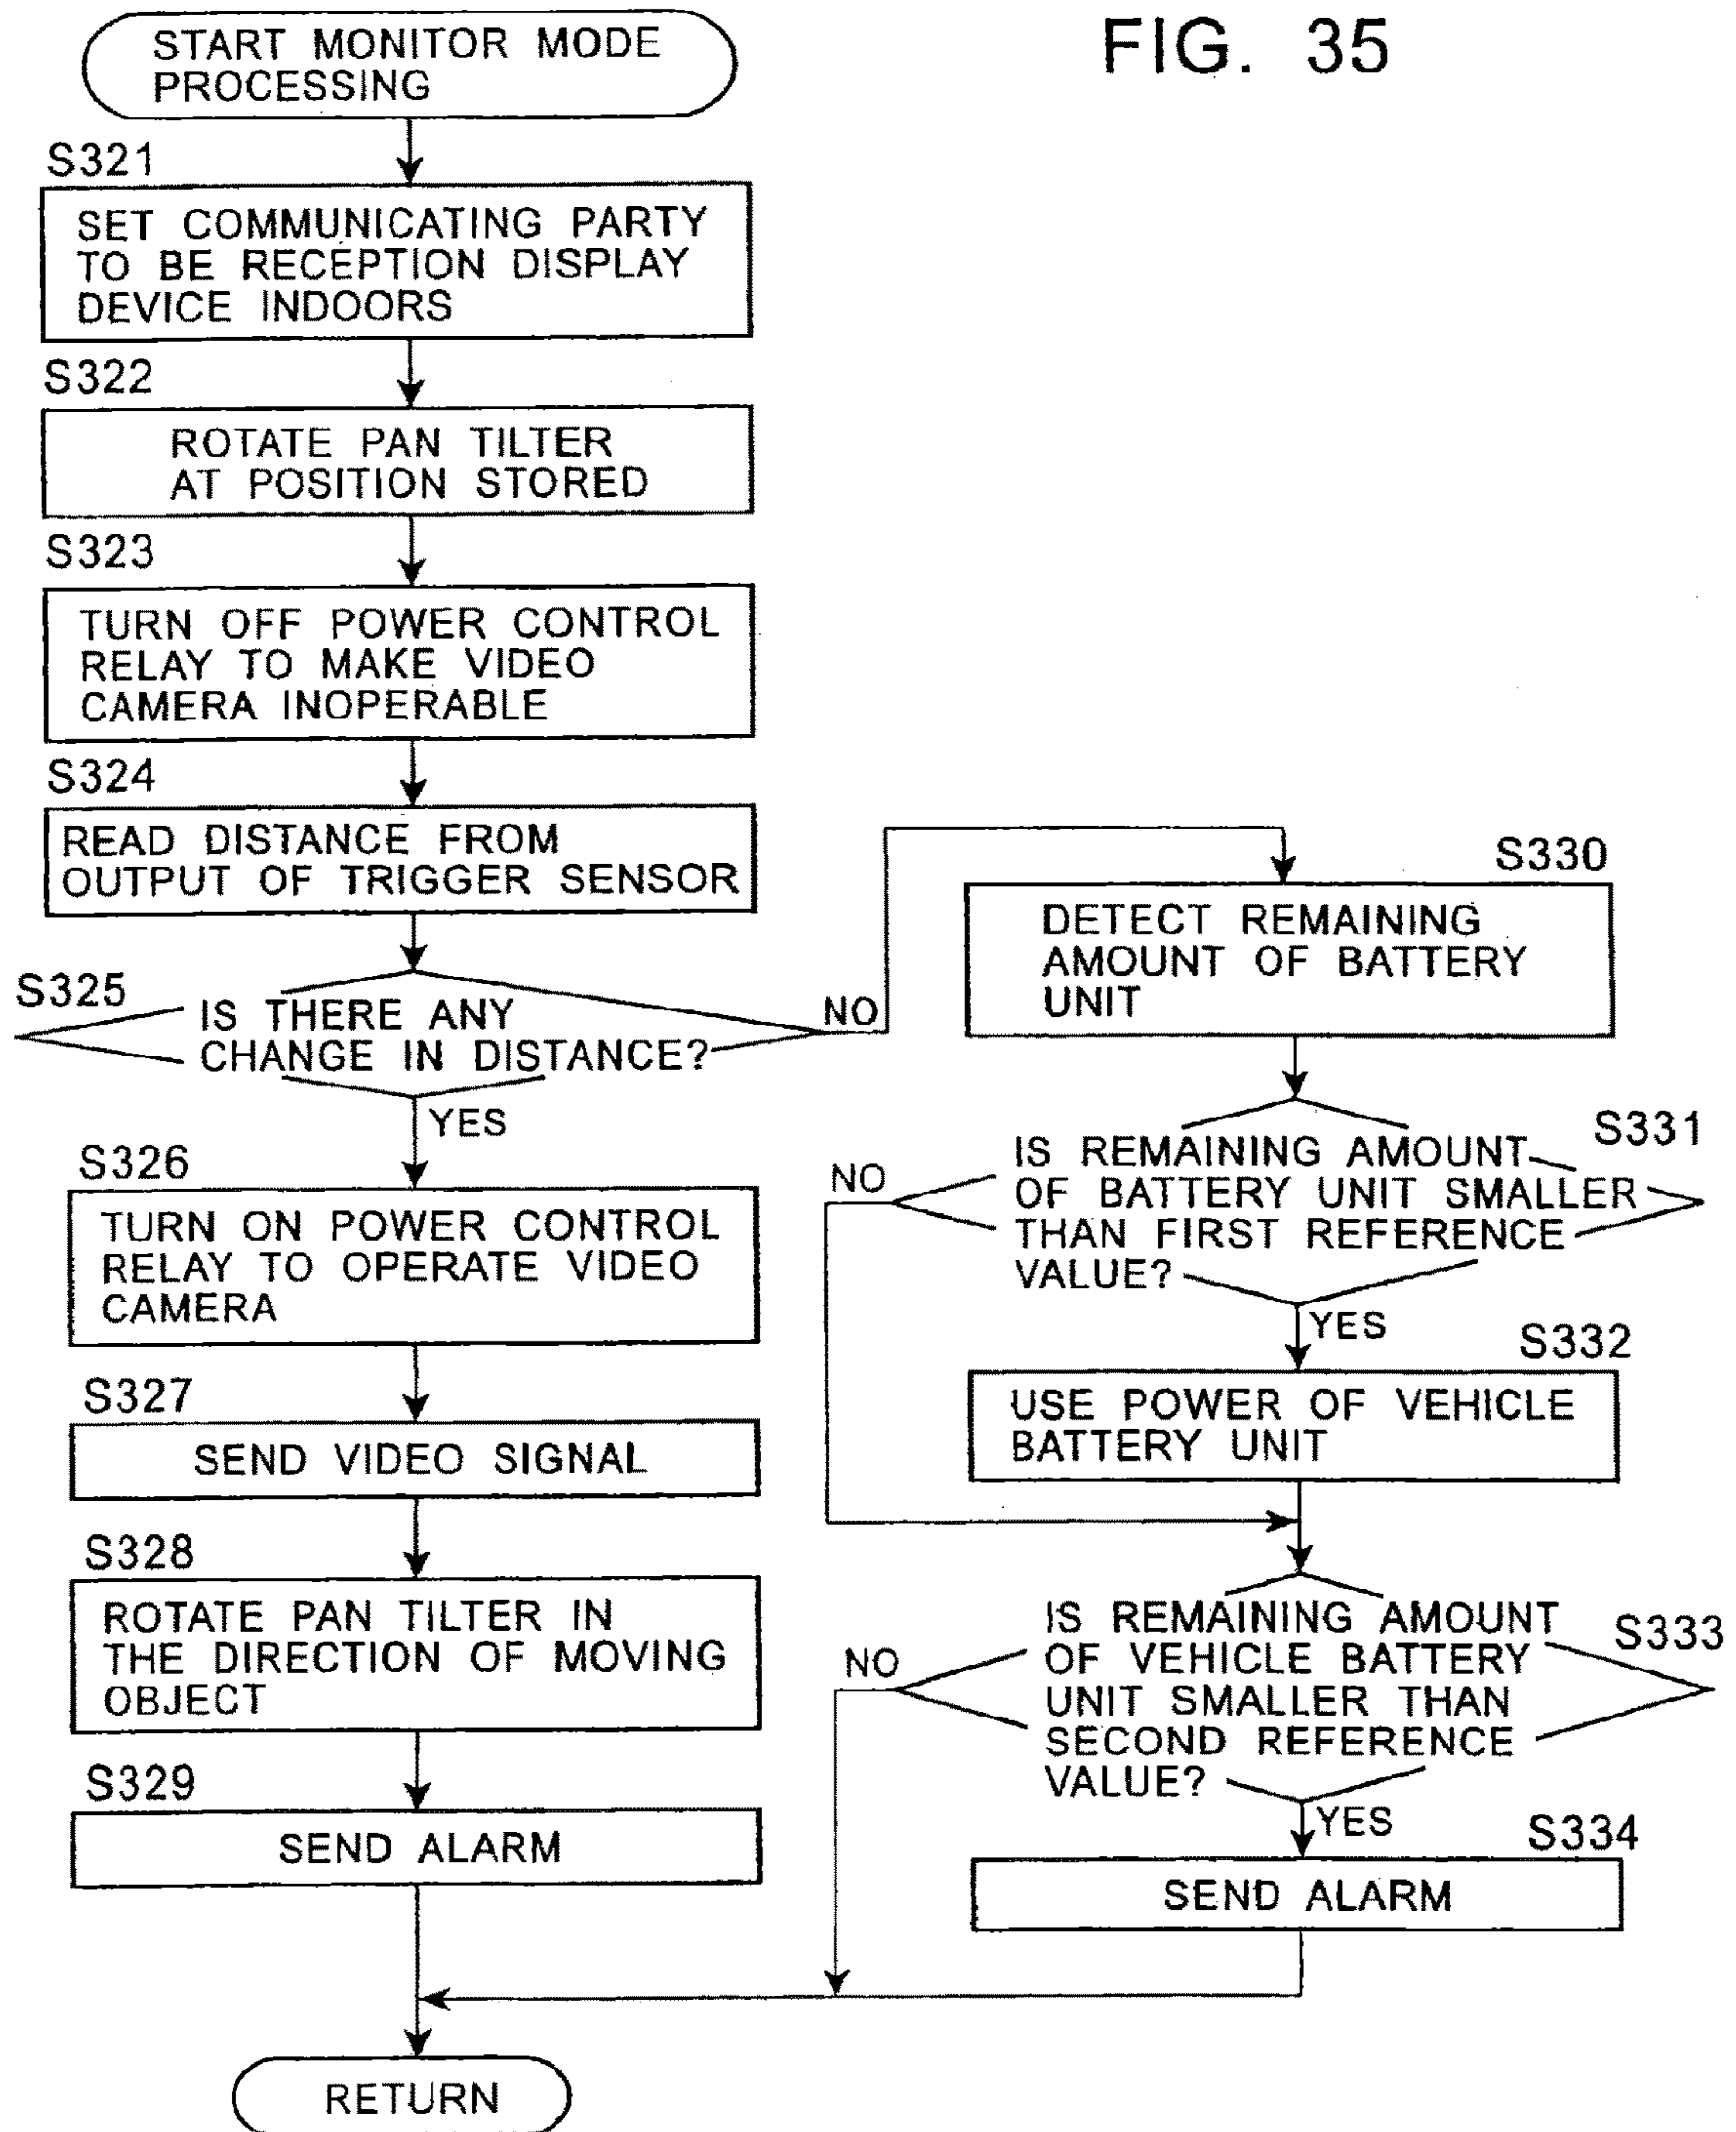 FIG. 35
START MONITOR MODE
PROCESSING
S321
SET COMMUNICATING PARTY
TO BE RECEPTION DISPLAY
DEVICE INDOORS
S322
ROTATE PAN TILTER
AT POSITION STORED
S323
TURN OFF POWER CONTROL
RELAY TO MAKE VIDEO
CAMERA INOPERABLE
S324
READ DISTANCE FROM
OUTPUT OF TRIGGER SENSOR
S325
IS THERE ANY
CHANGE IN DISTANCE?
NO
YES
S326
TURN ON POWER CONTROL
RELAY TO OPERATE VIDEO
CAMERA
S327
SEND VIDEO SIGNAL
S328
ROTATE PAN TILTER IN
THE DIRECTION OF MOVING
OBJECT
S329
SEND ALARM
S330
DETECT REMAINING
AMOUNT OF BATTERY
UNIT
S331
IS REMAINING AMOUNT
OF BATTERY UNIT SMALLER
THAN FIRST REFERENCE
VALUE?
NO
YES
S332
USE POWER OF VEHICLE
BATTERY UNIT
S333
IS REMAINING AMOUNT
OF VEHICLE BATTERY
UNIT SMALLER THAN
SECOND REFERENCE
VALUE?
NO
YES
S334
SEND ALARM
RETURN